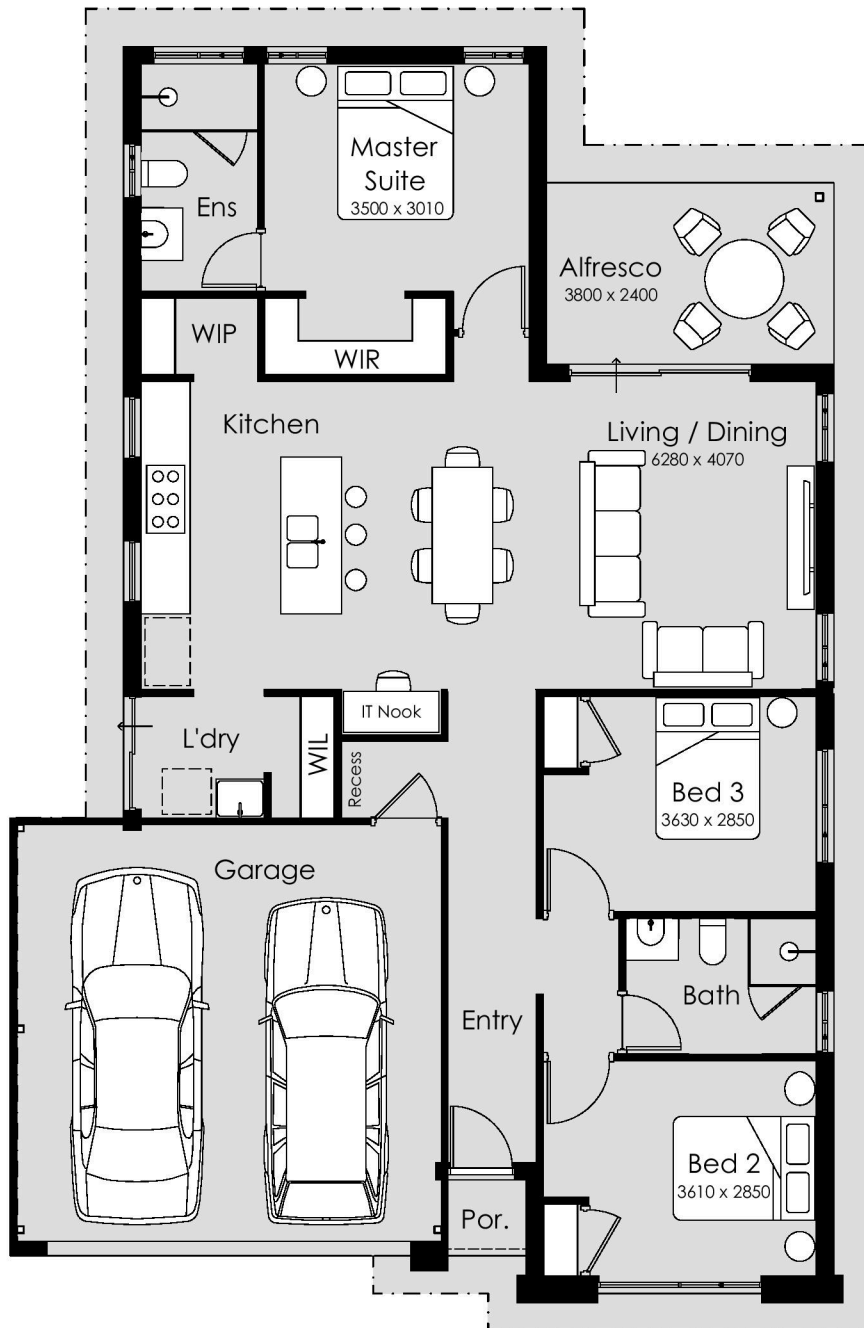 Master
Suite
3500 x 3010
Ens
Alfresco
3800 x 2400
WIP
WIR
Kitchen
Living / Dining
6280 x 4070
IT Nook
L'dry
WIL
Recess
Bed 3
3630 x 2850
Garage
Bath
Entry
Bed 2
3610 x 2850
Por.